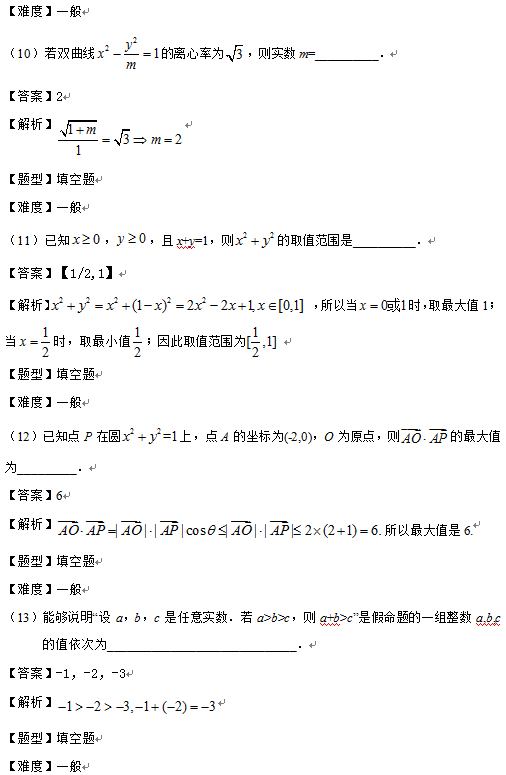 【难度】一般
(10) 若双曲线 x² - y²/m = 1 的离心率为 √3，则实数 m=_________．
【答案】2
【解析】 √(1+m)/1 = √3 ⇒ m = 2
【题型】填空题
【难度】一般
(11) 已知 x ≥ 0，y ≥ 0，且 x+y=1，则 x² + y² 的取值范围是_________．
【答案】【1/2,1】
【解析】x² + y² = x² + (1-x)² = 2x² - 2x + 1, x ∈ [0,1] ，所以当 x = 0或1 时,取最大值 1；
当 x = 1/2 时，取最小值 1/2；因此取值范围为[1/2,1]
【题型】填空题
【难度】一般
(12) 已知点 P 在圆 x² + y² =1 上，点 A 的坐标为(-2,0)，O 为原点，则 AO→ · AP→ 的最大值
为_________．
【答案】6
【解析】AO→ · AP→ =| AO→ | · | AP→ | cosθ ≤| AO→ | · | AP→ |≤ 2×(2+1) = 6. 所以最大值是 6.
【题型】填空题
【难度】一般
(13) 能够说明“设 a，b，c 是任意实数．若 a>b>c，则 a+b>c”是假命题的一组整数 a,b,c
的值依次为____________________________．
【答案】-1，-2，-3
【解析】-1 > -2 > -3, -1 + (-2) = -3
【题型】填空题
【难度】一般